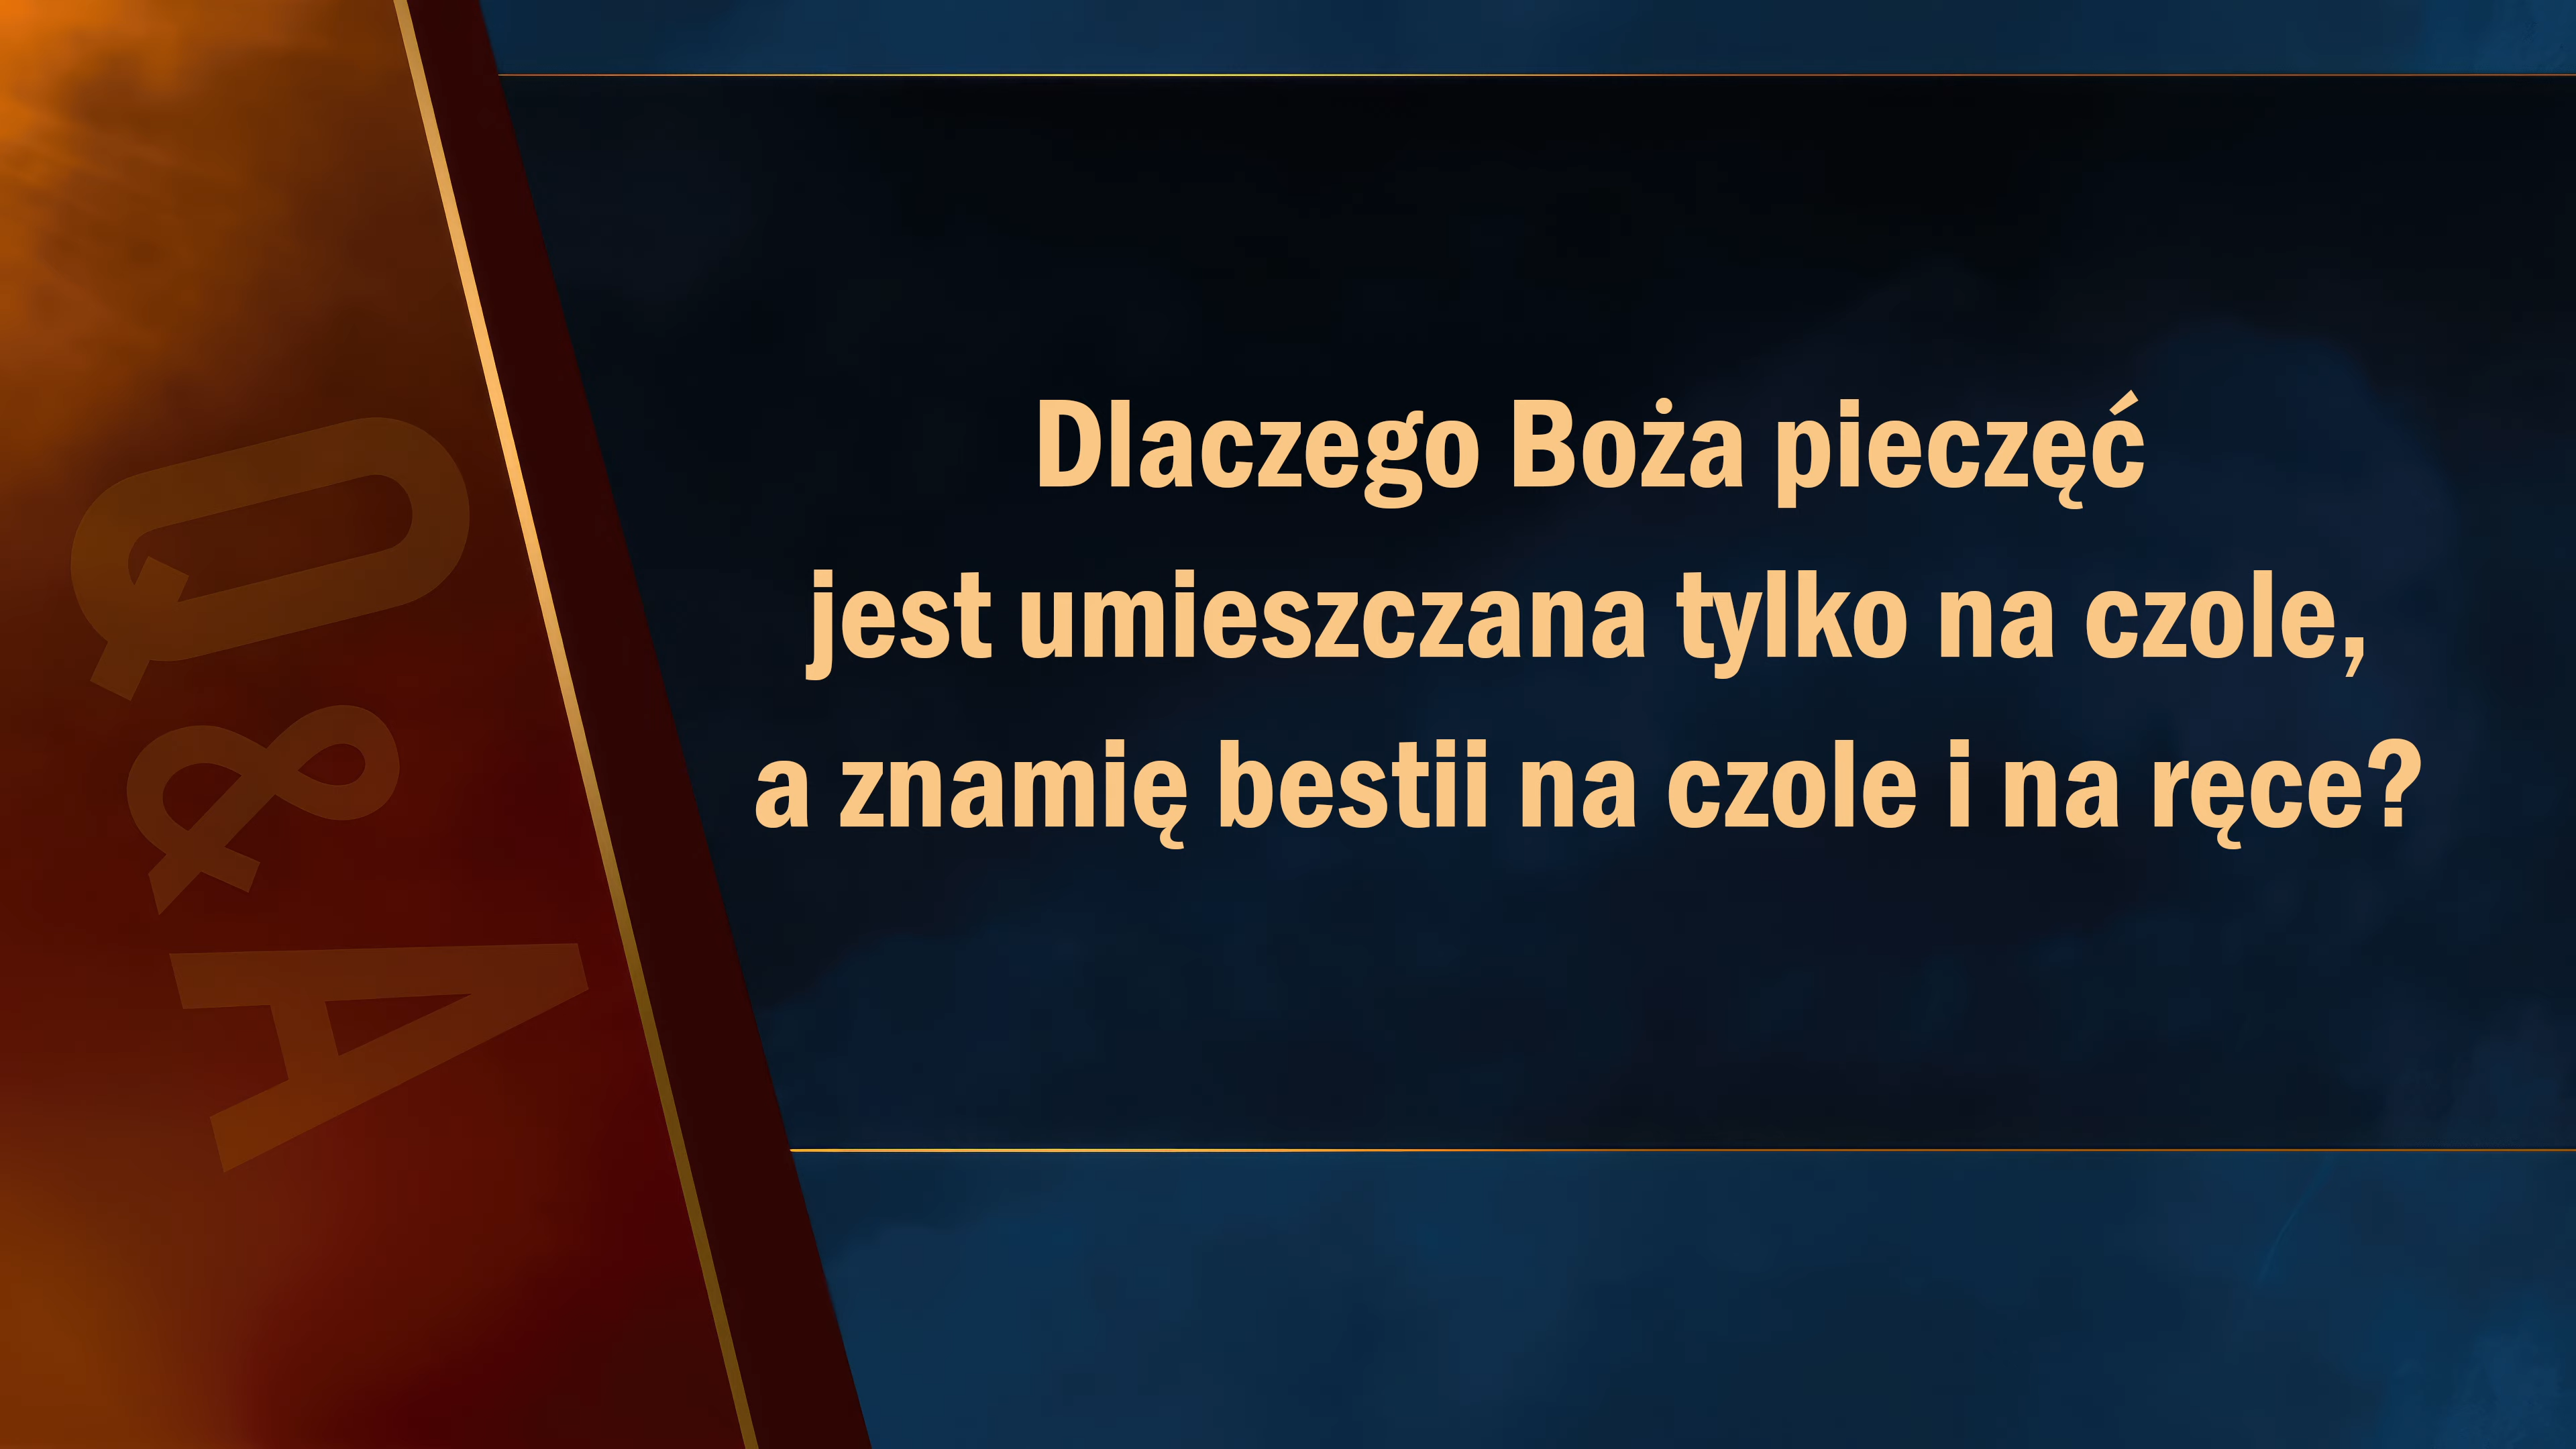 Q & A
Dlaczego Boża pieczęć
jest umieszczana tylko na czole,
a znamię bestii na czole i na ręce?